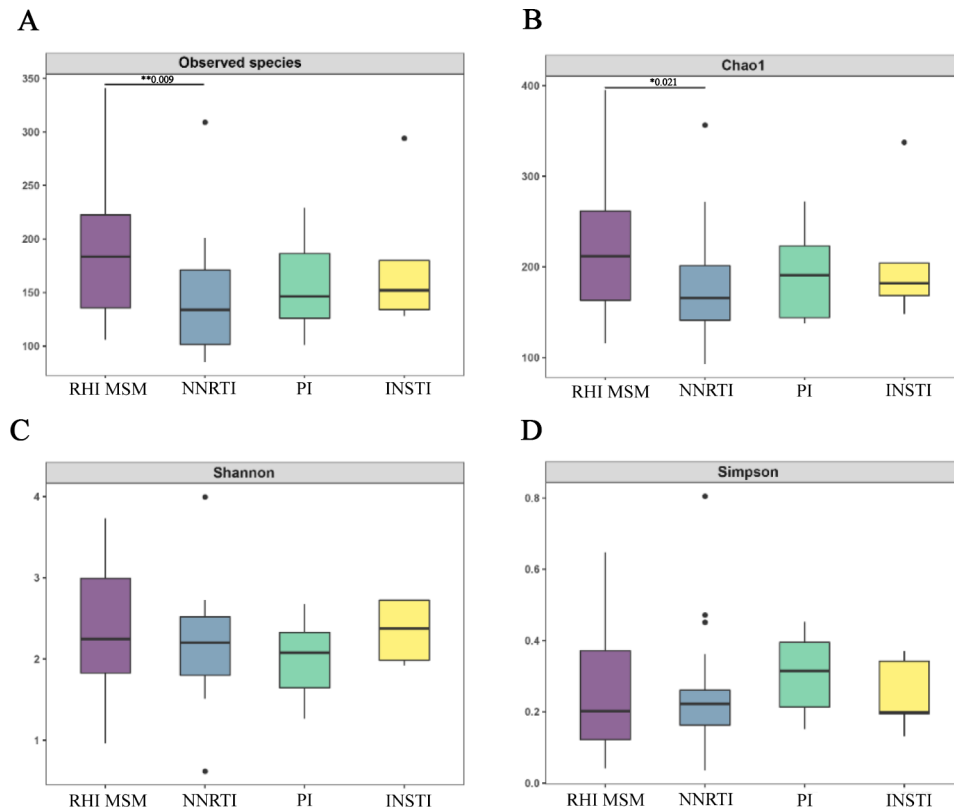 A
Observed species
350
300
250
200
150
100
**0.009
RHI MSM NNRTI PI INSTI
B
Chao1
400
300
200
100
*0.021
RHI MSM NNRTI PI INSTI
C
Shannon
4
3
2
1
RHI MSM NNRTI PI INSTI
D
Simpson
0.8
0.6
0.4
0.2
0.0
RHI MSM NNRTI PI INSTI